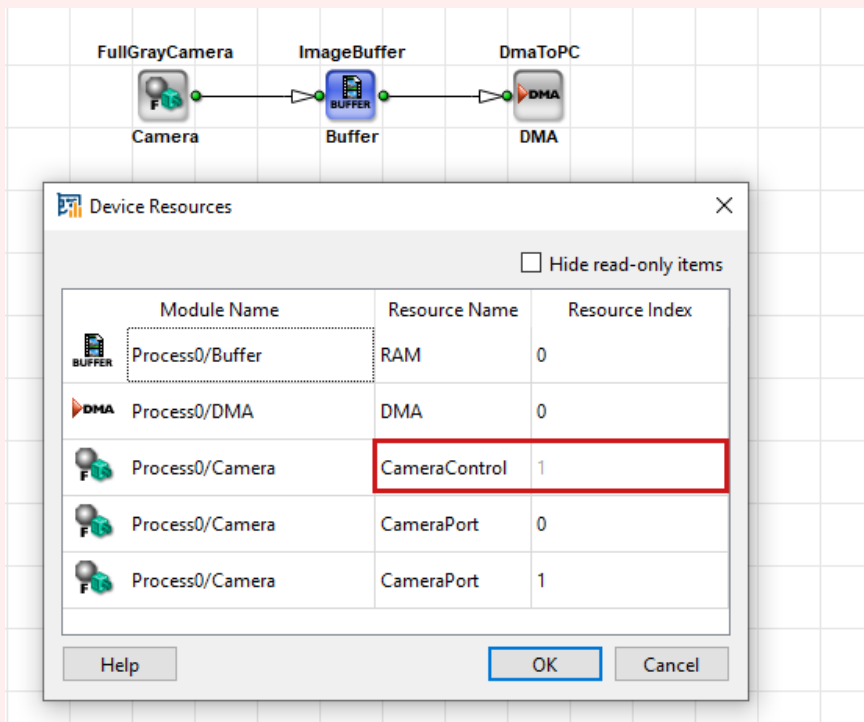 FullGrayCamera ImageBuffer DmaToPC
F BUFFER DMA
Camera Buffer DMA
Device Resources
Hide read-only items
Module Name Resource Name Resource Index
BUFFER Process0/Buffer RAM 0
DMA Process0/DMA DMA 0
F Process0/Camera CameraControl 1
F Process0/Camera CameraPort 0
F Process0/Camera CameraPort 1
Help OK Cancel